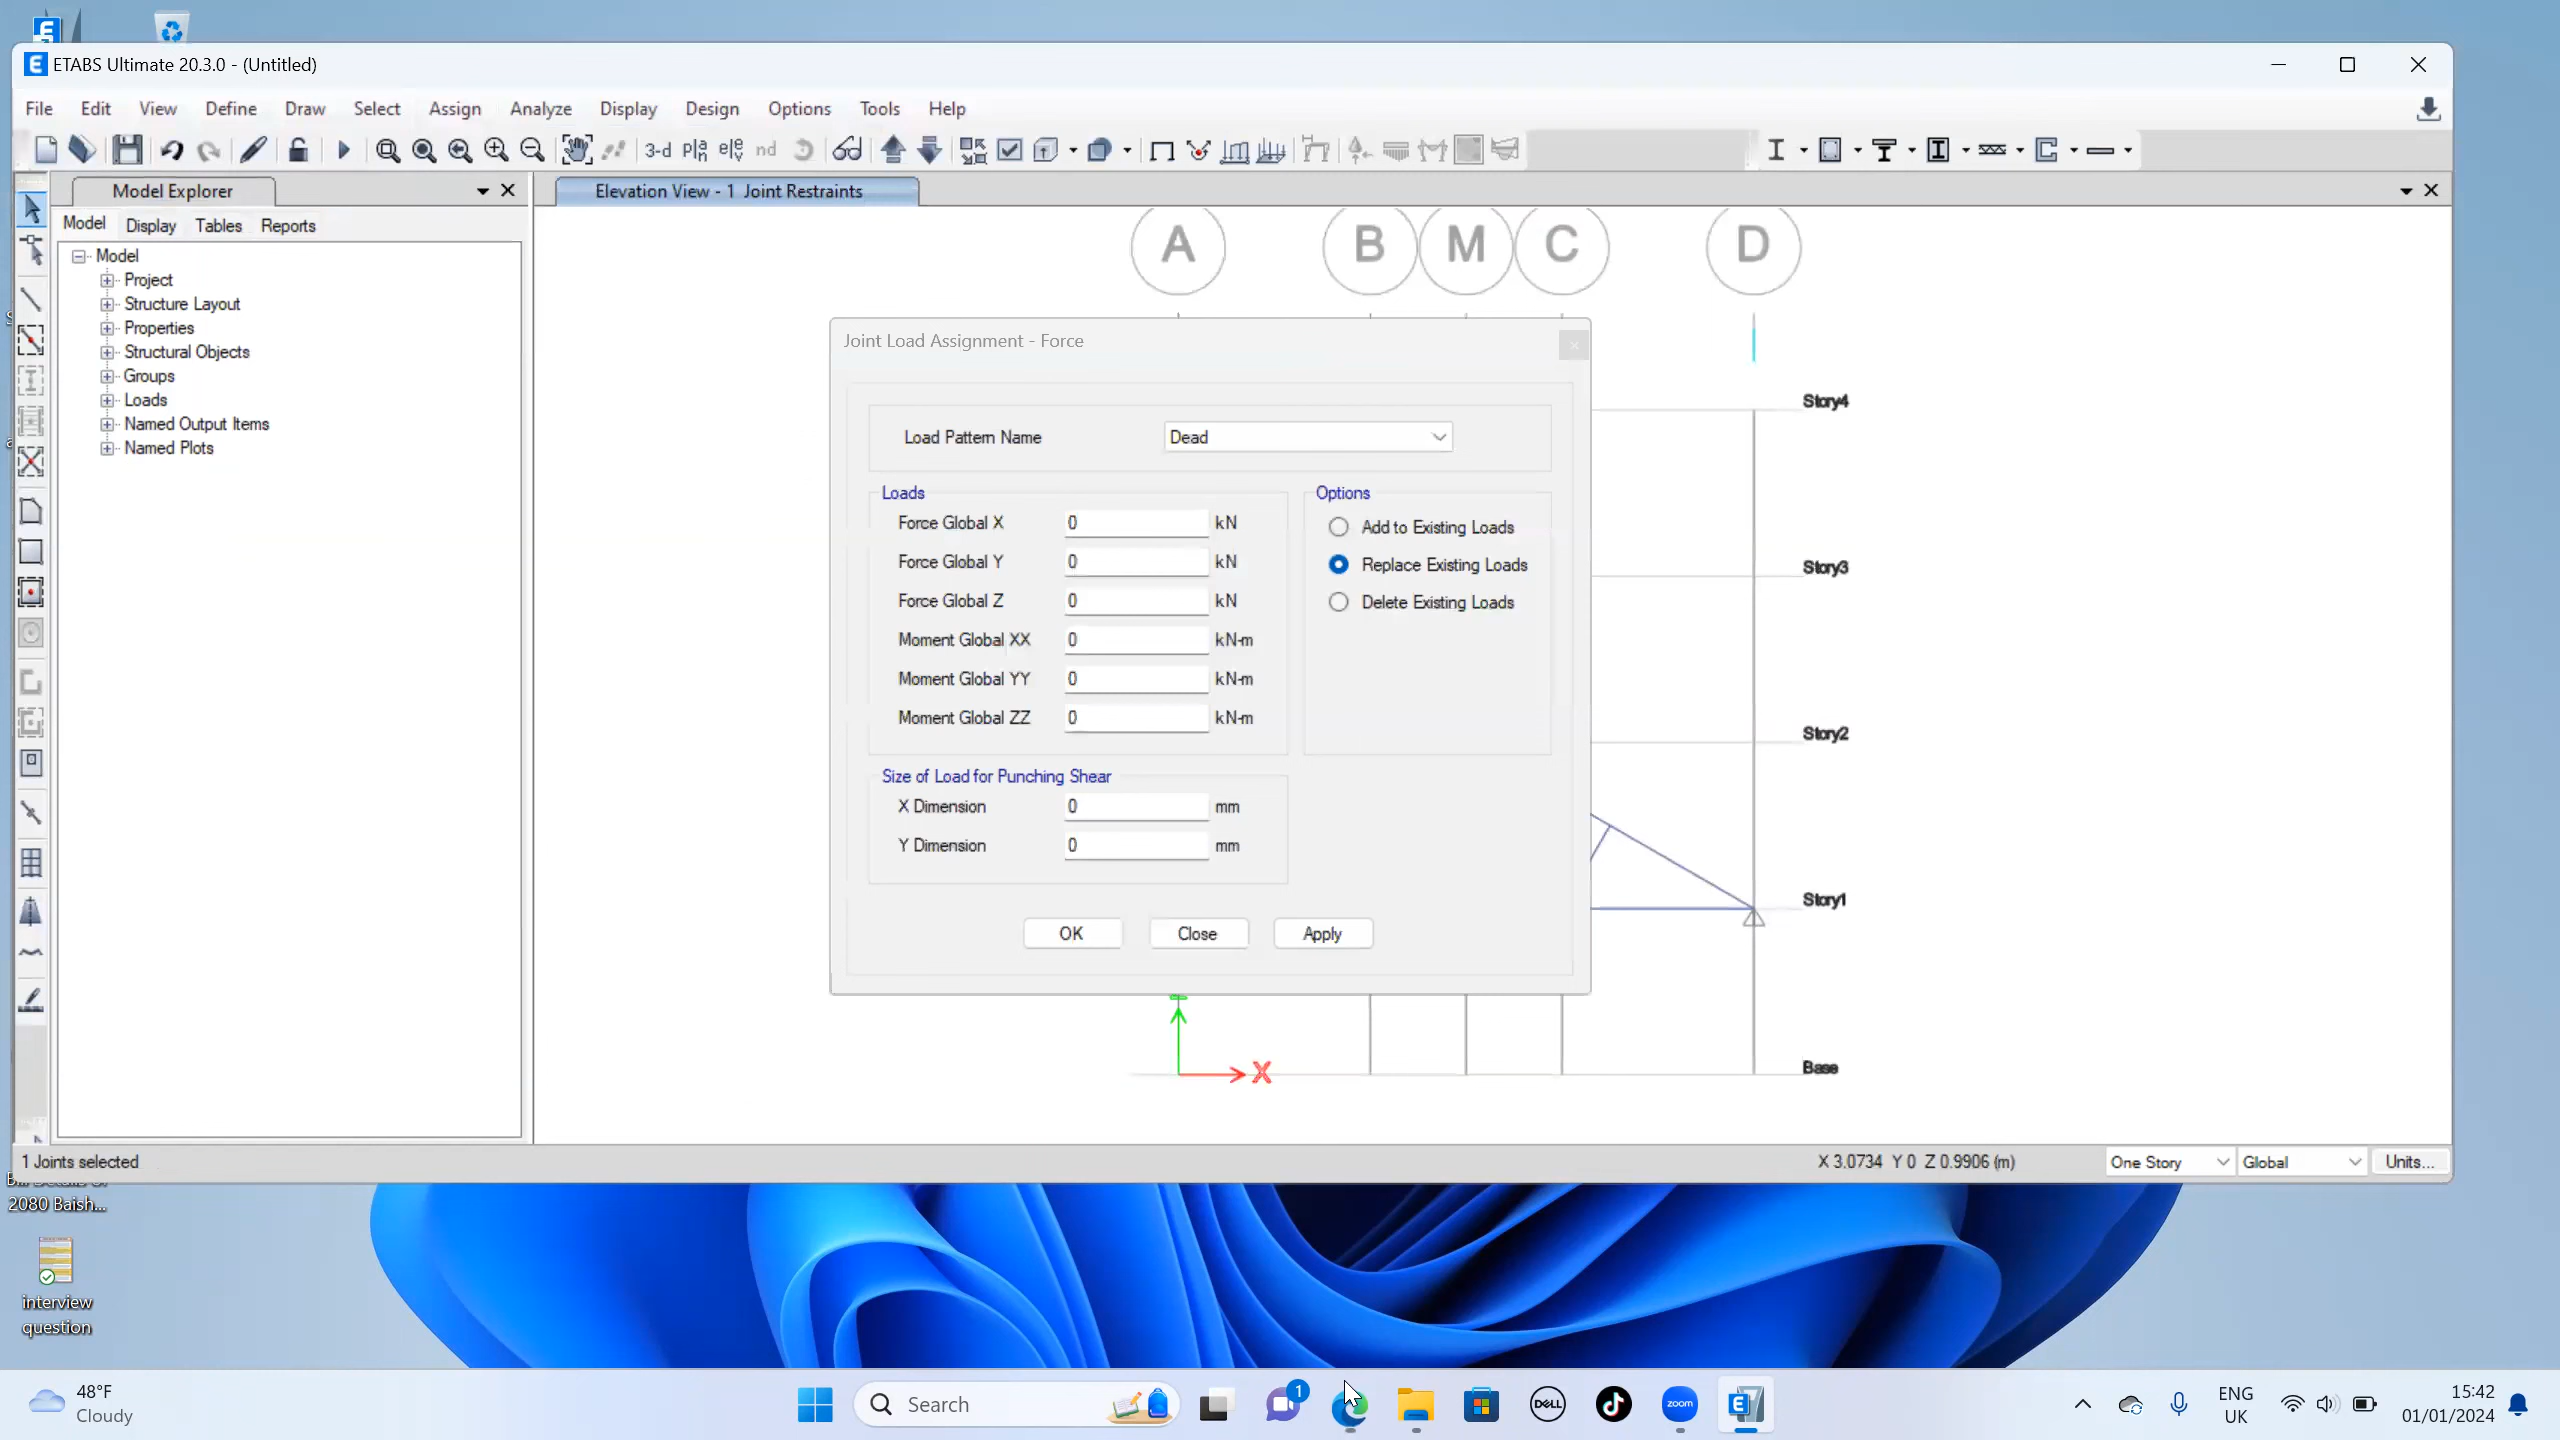 ETABS Ultimate 20.3.0 - (Untitled)
File Edit View Define Draw Select Assign Analyze Display Design Options Tools Help
3-d plan elev nd
Model Explorer
Elevation View - 1 Joint Restraints
Model Display Tables Reports
Model
Project
Structure Layout
Properties
Structural Objects
Groups
Loads
Named Output Items
Named Plots
A B M C D
Joint Load Assignment - Force
Load Pattern Name Dead
Loads
Force Global X 0 kN
Force Global Y 0 kN
Force Global Z 0 kN
Moment Global XX 0 kN-m
Moment Global YY 0 kN-m
Moment Global ZZ 0 kN-m
Options
Add to Existing Loads
Replace Existing Loads
Delete Existing Loads
Size of Load for Punching Shear
X Dimension 0 mm
Y Dimension 0 mm
OK Close Apply
Story4
Story3
Story2
Story1
Base
X
1 Joints selected
X 3.0734 Y 0 Z 0.9906 (m)
One Story
Global
Units...
2080 Baish...
interview
question
48°F
Cloudy
Search
1
DELL
zoom
ENG
UK
15:42
01/01/2024